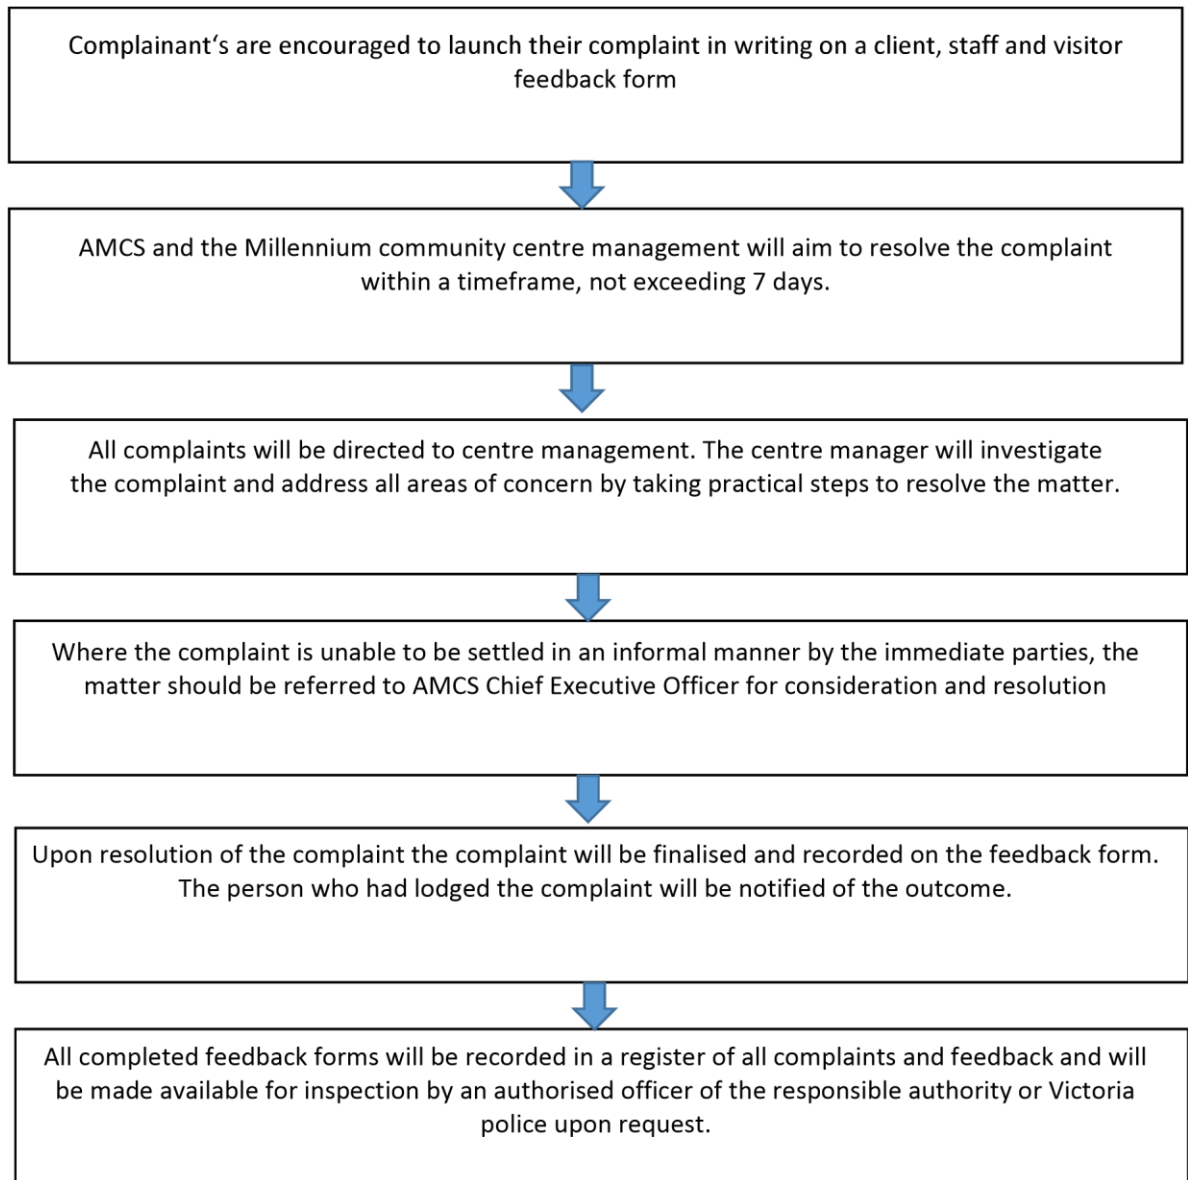 Complainant‘s are encouraged to launch their complaint in writing on a client, staff and visitor
feedback form
AMCS and the Millennium community centre management will aim to resolve the complaint
within a timeframe, not exceeding 7 days.
All complaints will be directed to centre management. The centre manager will investigate
the complaint and address all areas of concern by taking practical steps to resolve the matter.
Where the complaint is unable to be settled in an informal manner by the immediate parties, the
matter should be referred to AMCS Chief Executive Officer for consideration and resolution
Upon resolution of the complaint the complaint will be finalised and recorded on the feedback form.
The person who had lodged the complaint will be notified of the outcome.
All completed feedback forms will be recorded in a register of all complaints and feedback and will
be made available for inspection by an authorised officer of the responsible authority or Victoria
police upon request.